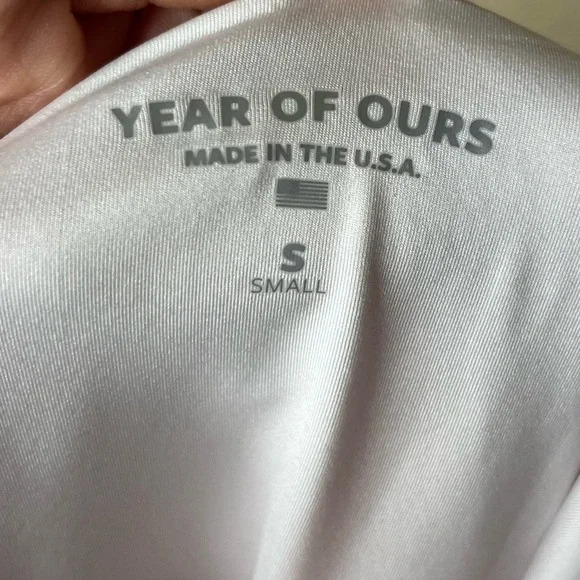 YEAR OF OURS
MADE IN THE U.S.A.
S
SMALL